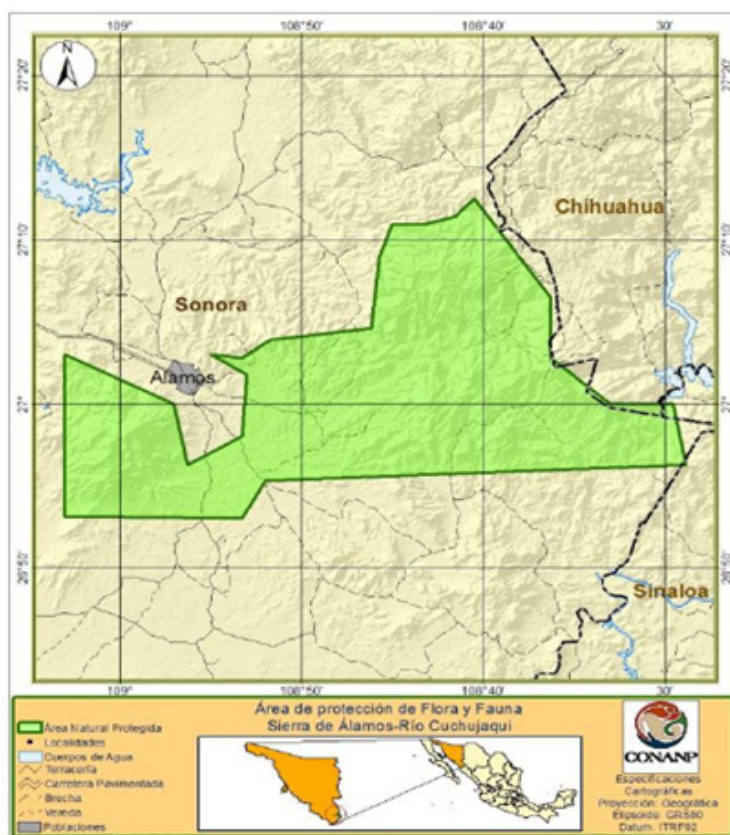 109° 108°50' 108°40' 30'
N
27°20'
27°20'
Chihuahua
27°10'
27°10'
Sonora
Alamos
27°
27°
26°50'
26°50'
Sinaloa
109° 108°50' 108°40' 30'
Área de protección de Flora y Fauna
Sierra de Álamos-Río Cuchujaqui
Área Natural Protegida
Localidades
Cuerpos de Agua
Terracería
Carretera Pavimentada
Brecha
Vereda
Poblaciones
CONANP
Especificaciones
Cartográficas
Proyección: Geográfica
Elipsoide: GRS80
Datum: ITRF92